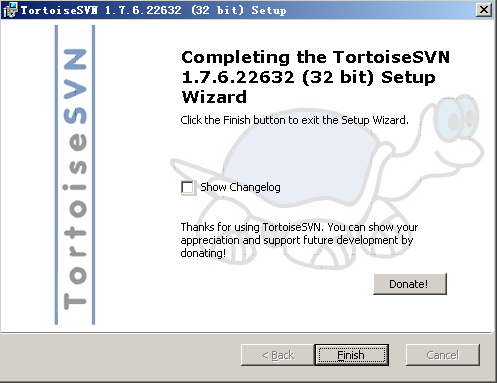 TortoiseSVN 1.7.6.22632 (32 bit) Setup
TortoiseSVN
Completing the TortoiseSVN
1.7.6.22632 (32 bit) Setup
Wizard
Click the Finish button to exit the Setup Wizard.
Show Changelog
Thanks for using TortoiseSVN. You can show your
appreciation and support future development by
donating!
Donate!
< Back
Finish
Cancel